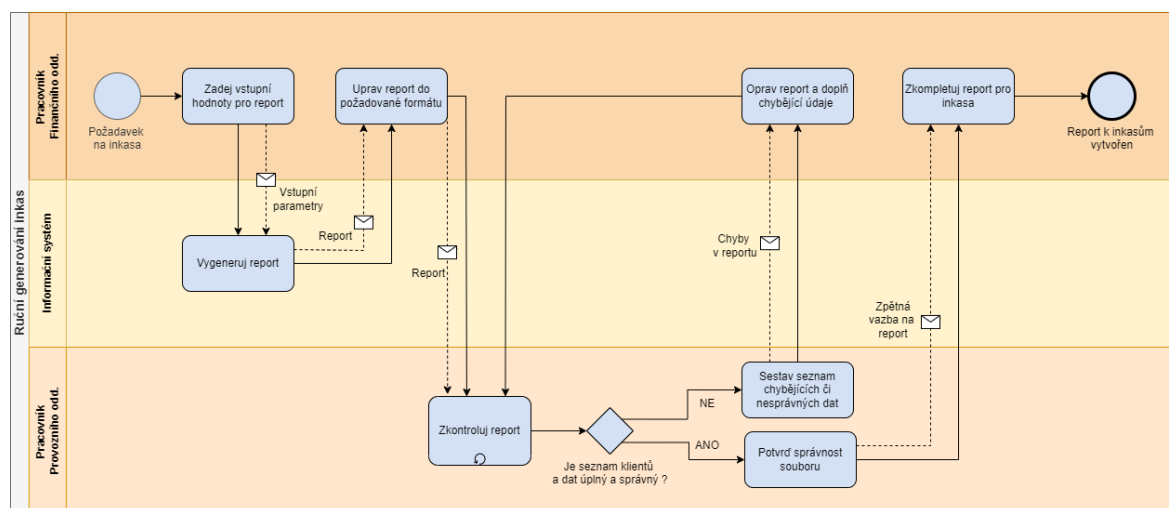 Ruční generování inkas
Pracovník
Finančního odd.
Požadavek
na inkasa
Zadej vstupní
hodnoty pro report
Uprav report do
požadované formátu
Oprav report a doplň
chybějící údaje
Zkompletuj report pro
inkasa
Report k inkasům
vytvořen
Informační systém
Vstupní
parametry
Vygeneruj report
Report
Report
Chyby
v reportu
Zpětná
vazba na
report
Pracovník
Provozního odd.
Zkontroluj report
Je seznam klientů
a dat úplný a správný ?
NE
Sestav seznam
chybějících či
nesprávných dat
ANO
Potvrď správnost
souboru